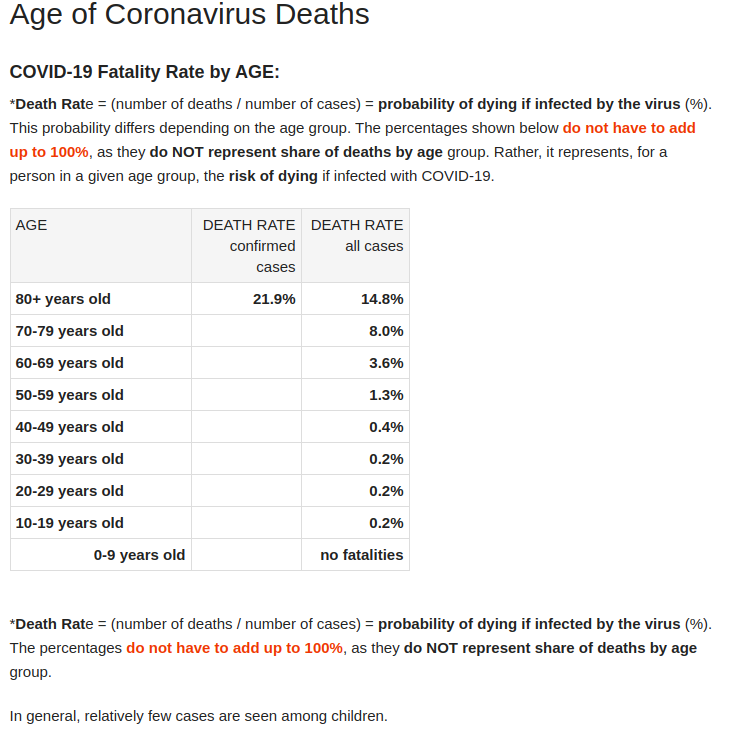 Age of Coronavirus Deaths
COVID-19 Fatality Rate by AGE:
*Death Rate = (number of deaths / number of cases) = probability of dying if infected by the virus (%).
This probability differs depending on the age group. The percentages shown below do not have to add
up to 100%, as they do NOT represent share of deaths by age group. Rather, it represents, for a
person in a given age group, the risk of dying if infected with COVID-19.
AGE DEATH RATE DEATH RATE
confirmed all cases
cases
80+ years old 21.9% 14.8%
70-79 years old 8.0%
60-69 years old 3.6%
50-59 years old 1.3%
40-49 years old 0.4%
30-39 years old 0.2%
20-29 years old 0.2%
10-19 years old 0.2%
0-9 years old no fatalities
*Death Rate = (number of deaths / number of cases) = probability of dying if infected by the virus (%).
The percentages do not have to add up to 100%, as they do NOT represent share of deaths by age
group.
In general, relatively few cases are seen among children.